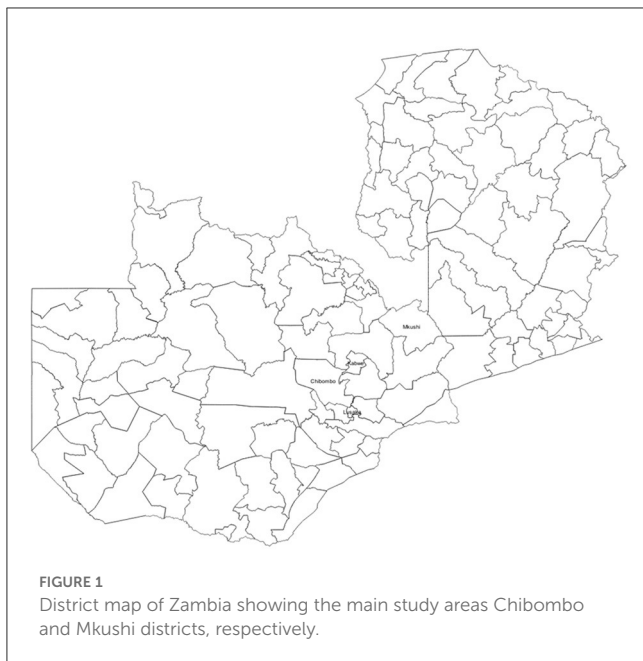 Mkushi
Kabwe
Chibombo
Lusaka
FIGURE 1
District map of Zambia showing the main study areas Chibombo
and Mkushi districts, respectively.